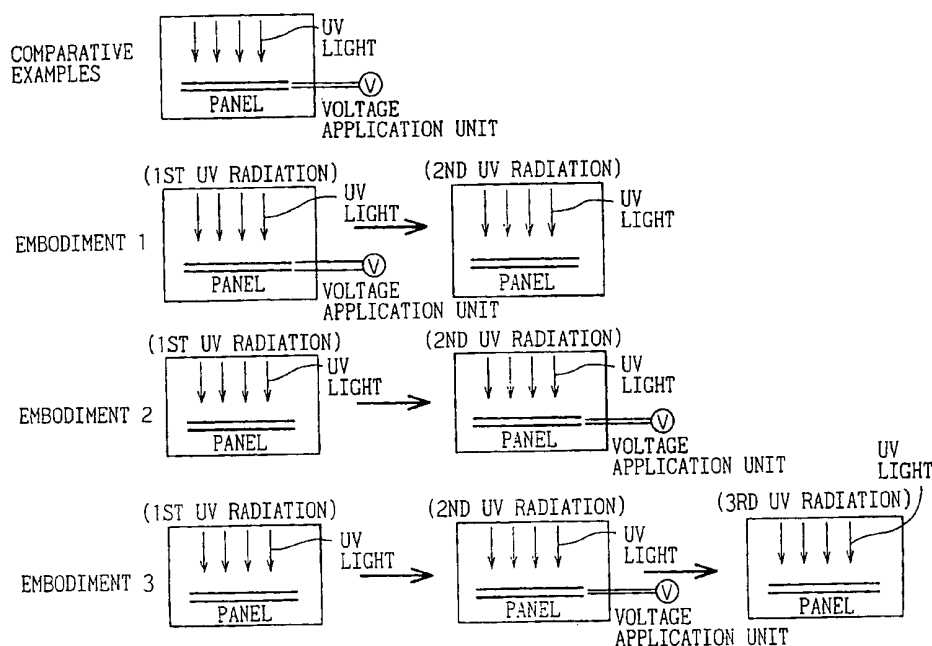 COMPARATIVE
EXAMPLES
UV
LIGHT
PANEL
V
VOLTAGE
APPLICATION UNIT
(1ST UV RADIATION)
(2ND UV RADIATION)
EMBODIMENT 1
UV
LIGHT
UV
LIGHT
PANEL
V
VOLTAGE
APPLICATION UNIT
PANEL
(1ST UV RADIATION)
(2ND UV RADIATION)
EMBODIMENT 2
UV
LIGHT
UV
LIGHT
PANEL
PANEL
V
VOLTAGE
APPLICATION UNIT
(1ST UV RADIATION)
(2ND UV RADIATION)
(3RD UV RADIATION)
UV
LIGHT
EMBODIMENT 3
UV
LIGHT
UV
LIGHT
PANEL
PANEL
V
VOLTAGE
APPLICATION UNIT
PANEL